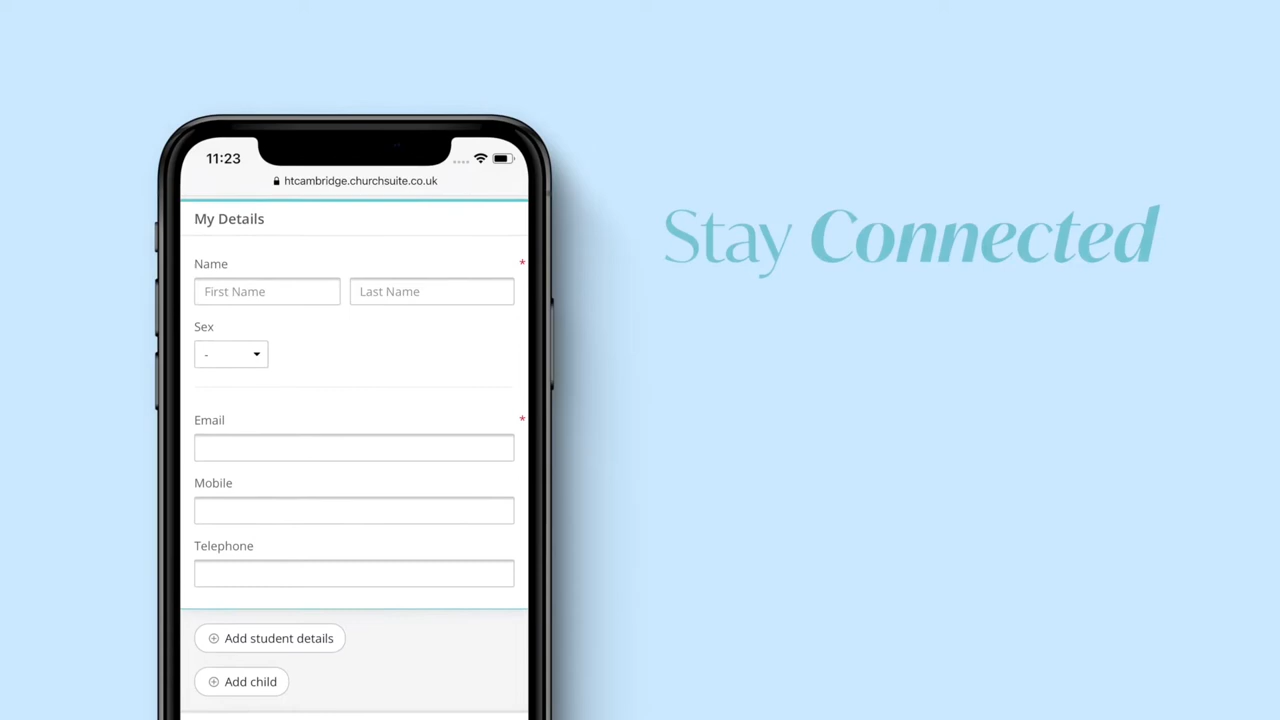 11:23
htcambridge.churchsuite.co.uk
My Details
Name *
First Name Last Name
Sex
-
Email *
Mobile
Telephone
Add student details
Add child
Stay Connected